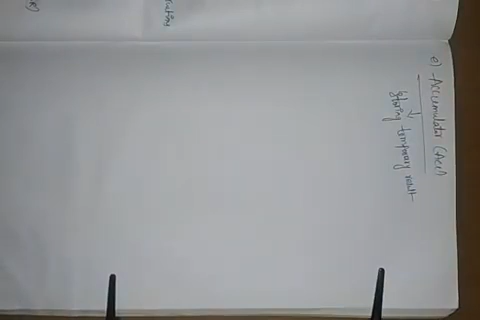 e) Accumulator (Acc)
Storing temporary result